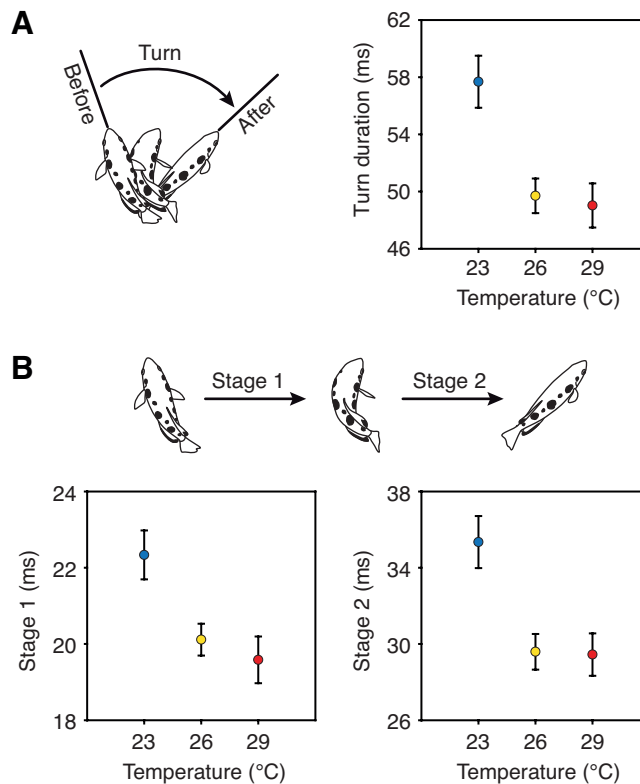 A
Before
Turn
After
Turn duration (ms)
62
58
54
50
46
23 26 29
Temperature (°C)
B
Stage 1
Stage 2
Stage 1 (ms)
24
22
20
18
23 26 29
Temperature (°C)
Stage 2 (ms)
38
34
30
26
23 26 29
Temperature (°C)